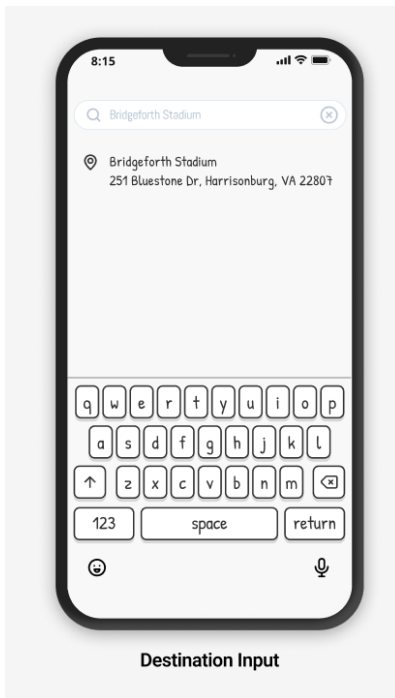 8:15
Bridgeforth Stadium
Bridgeforth Stadium
251 Bluestone Dr, Harrisonburg, VA 22807
q w e r t y u i o p
a s d f g h j k l
z x c v b n m
123 space return
Destination Input